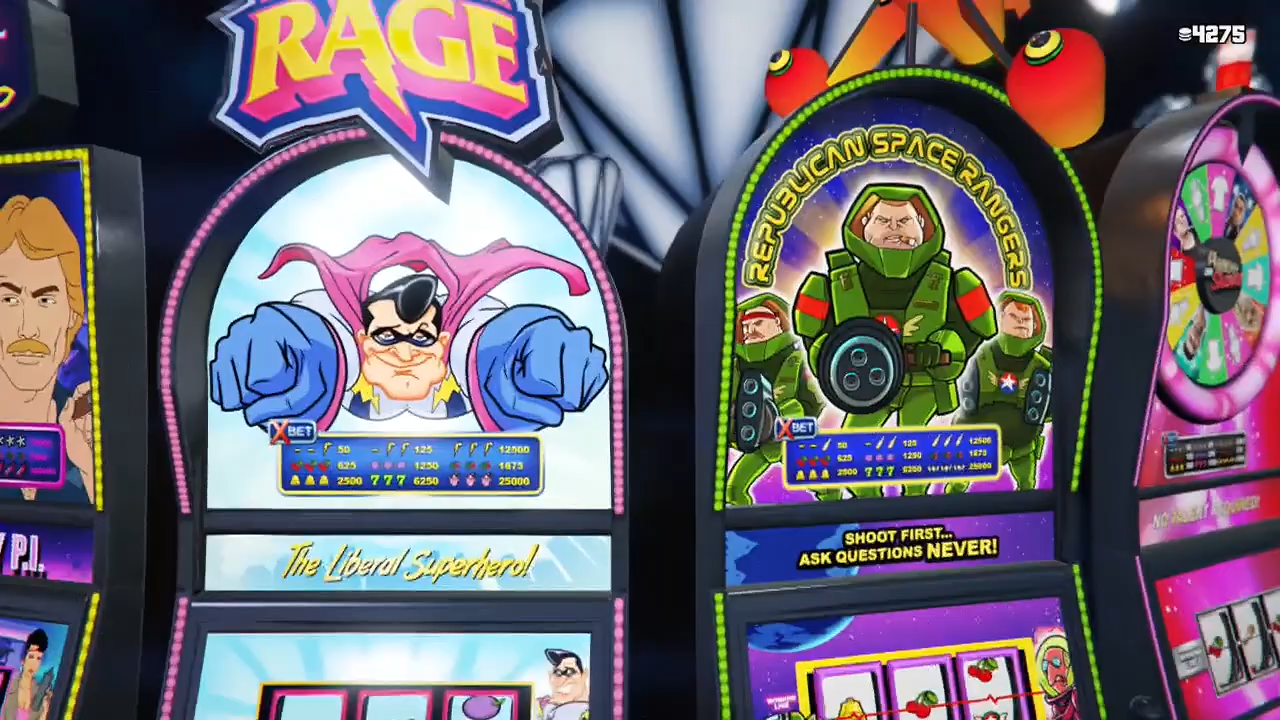 4275
RAGE
REPUBLICAN SPACE RANGERS
XBET
50 125 12500
625 1250 1875
2500 777 6250 25000
XBET
50 125 12500
625 1250 1875
2500 777 6250 25000
The Liberal Superhero!
SHOOT FIRST...
ASK QUESTIONS NEVER!
P.I.